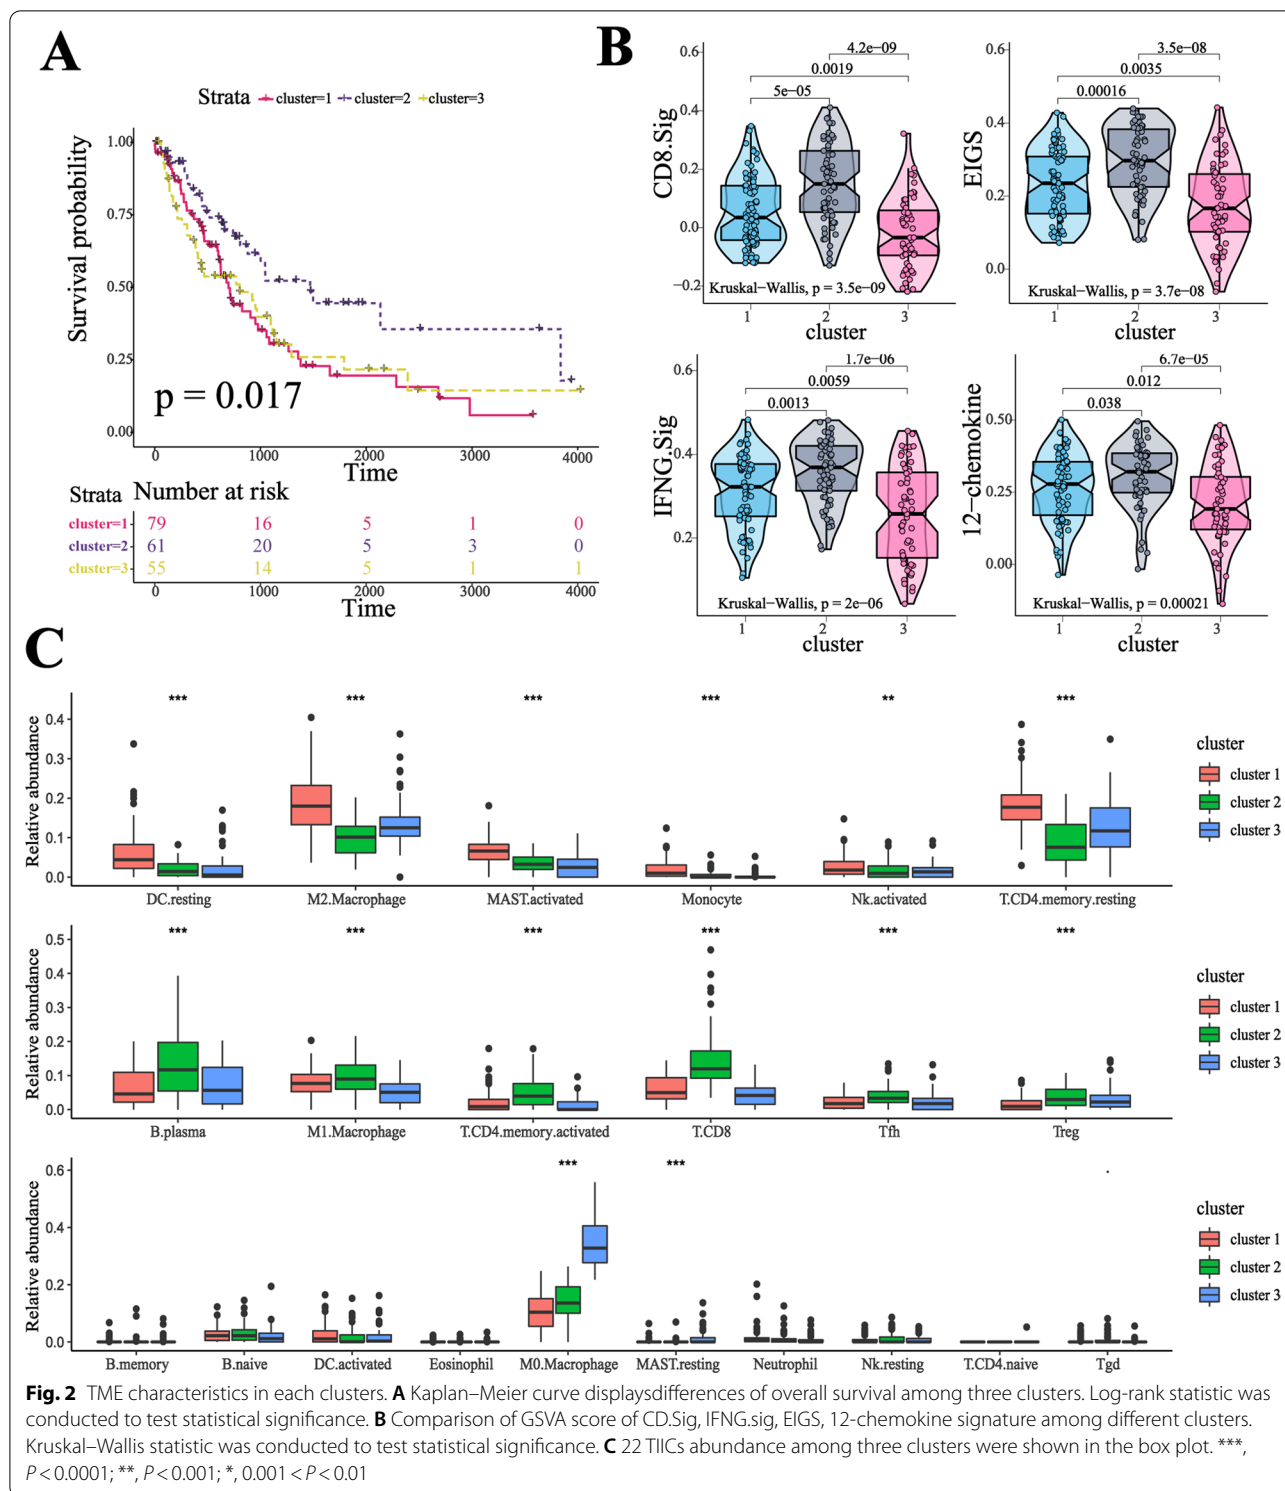 A
Strata cluster=1 cluster=2 cluster=3
Survival probability
1.00
0.75
0.50
0.25
0.00
p = 0.017
0 1000 2000 3000 4000
Time
Strata Number at risk
cluster=1 79 16 5 1 0
cluster=2 61 20 5 3 0
cluster=3 55 14 5 1 1
0 1000 2000 3000 4000
Time
B
CD8.Sig
0.6
0.4
0.2
0.0
−0.2
4.2e−09
0.0019
5e−05
Kruskal−Wallis, p = 3.5e−09
1 2 3
cluster
EIGS
0.6
0.4
0.2
0.0
3.5e−08
0.0035
0.00016
Kruskal−Wallis, p = 3.7e−08
1 2 3
IFNG.Sig
0.6
0.4
0.2
1.7e−06
0.0059
0.0013
Kruskal−Wallis, p = 2e−06
1 2 3
cluster
12−chemokine
0.50
0.25
0.00
6.7e−05
0.012
0.038
Kruskal−Wallis, p = 0.00021
1 2 3
cluster
C
Relative abundance
0.4
0.3
0.2
0.1
0.0
*** *** *** *** ** ***
DC.resting M2.Macrophage MAST.activated Monocyte Nk.activated T.CD4.memory.resting
cluster
cluster 1
cluster 2
cluster 3
Relative abundance
0.5
0.4
0.3
0.2
0.1
0.0
*** *** *** *** *** ***
B.plasma M1.Macrophage T.CD4.memory.activated T.CD8 Tfh Treg
cluster
cluster 1
cluster 2
cluster 3
Relative abundance
0.6
0.4
0.2
0.0
*** ***
B.memory B.naive DC.activated Eosinophil M0.Macrophage MAST.resting Neutrophil Nk.resting T.CD4.naive Tgd
cluster
cluster 1
cluster 2
cluster 3
Fig. 2 TME characteristics in each clusters. A Kaplan–Meier curve displaysdifferences of overall survival among three clusters. Log-rank statistic was
conducted to test statistical significance. B Comparison of GSVA score of CD.Sig, IFNG.sig, EIGS, 12-chemokine signature among different clusters.
Kruskal–Wallis statistic was conducted to test statistical significance. C 22 TIICs abundance among three clusters were shown in the box plot. ***,
P < 0.0001; **, P < 0.001; *, 0.001 < P < 0.01